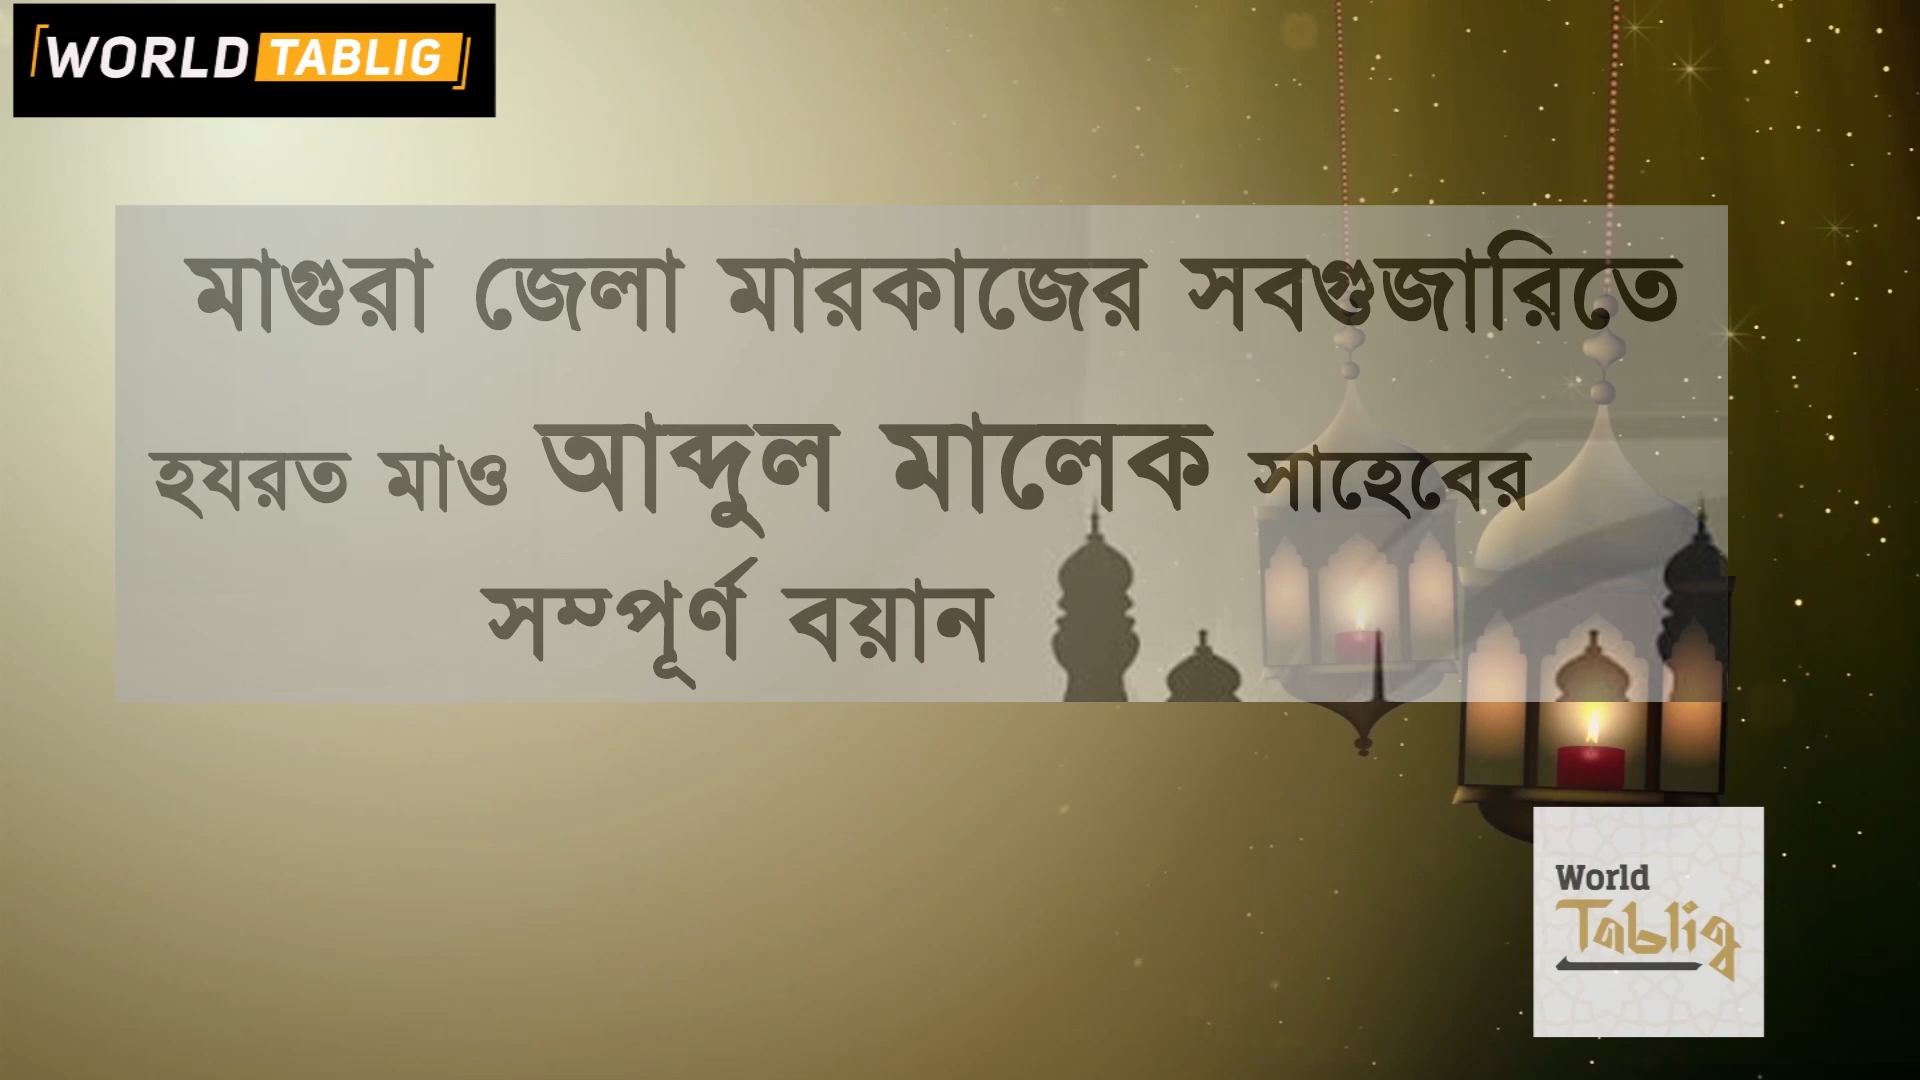 WORLD TABLIG
মাগুরা জেলা মারকাজের সবগুজারিতে
হযরত মাও আব্দুল মালেক সাহেবের
সম্পূর্ণ বয়ান
World
Tablig